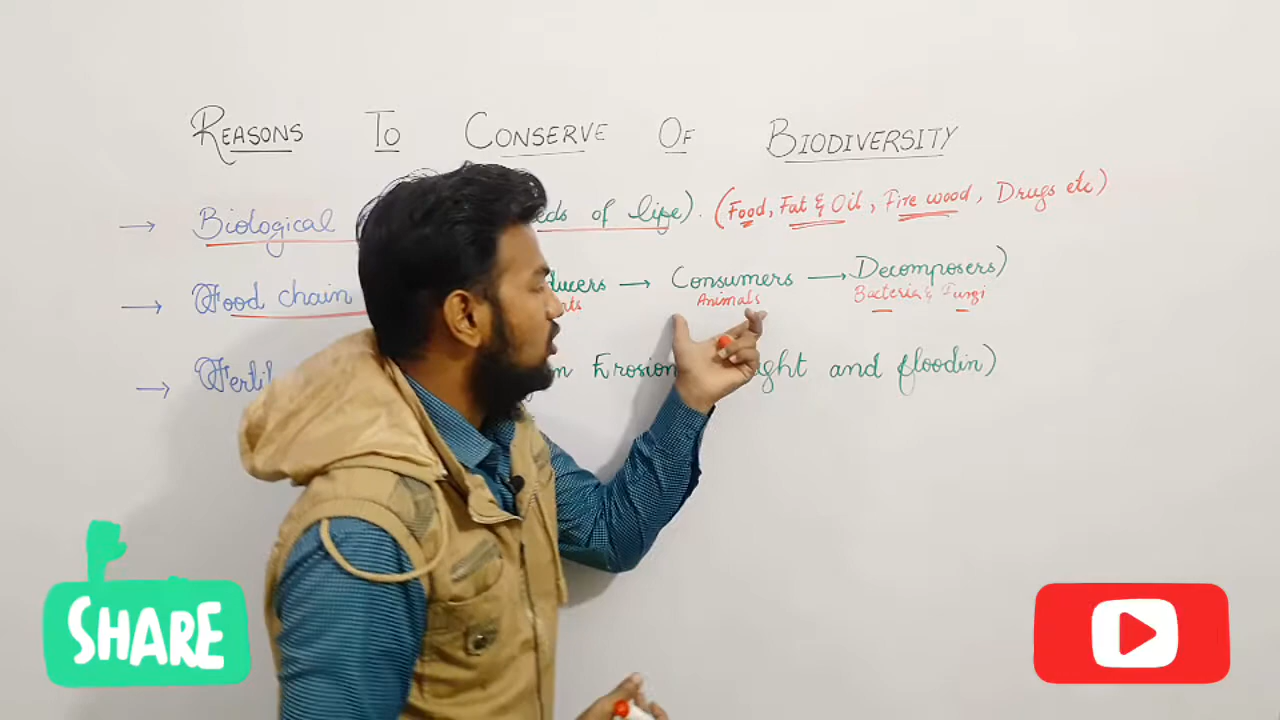 REASONS TO CONSERVE OF BIODIVERSITY
→ Biological eds of life). (Food, Fat & Oil, Fire wood, Drugs etc)
→ Food chain ducers → Consumers → Decomposers)
nts Animals Bacteria & Fungi
→ Fertil m Erosion ght and floodin)
SHARE